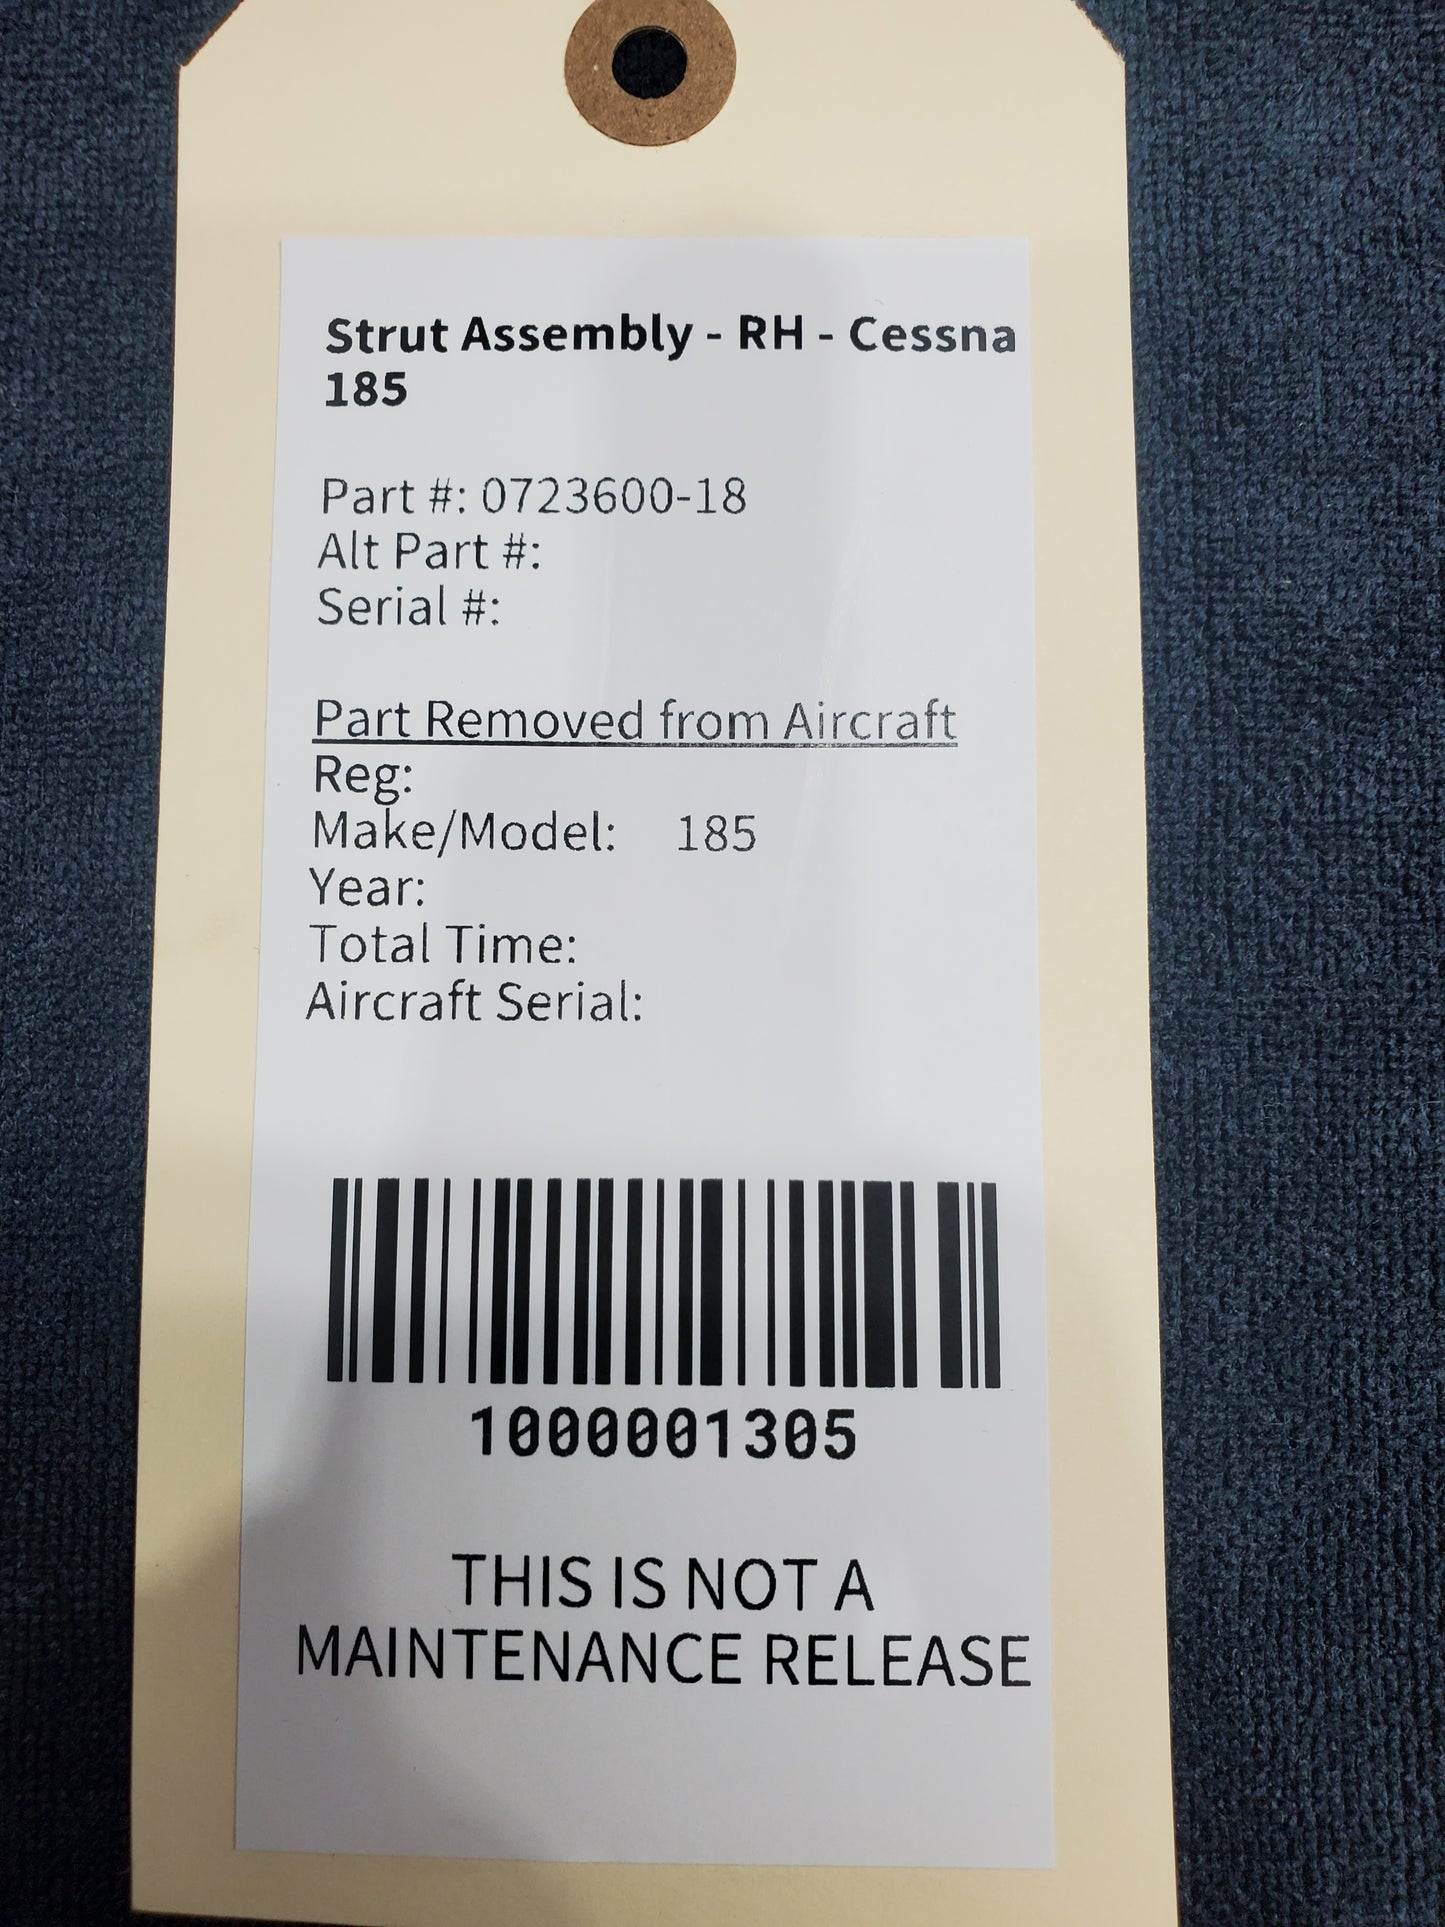 Strut Assembly - RH - Cessna
185
Part #: 0723600-18
Alt Part #:
Serial #:
Part Removed from Aircraft
Reg:
Make/Model: 185
Year:
Total Time:
Aircraft Serial:
1000001305
THIS IS NOT A
MAINTENANCE RELEASE